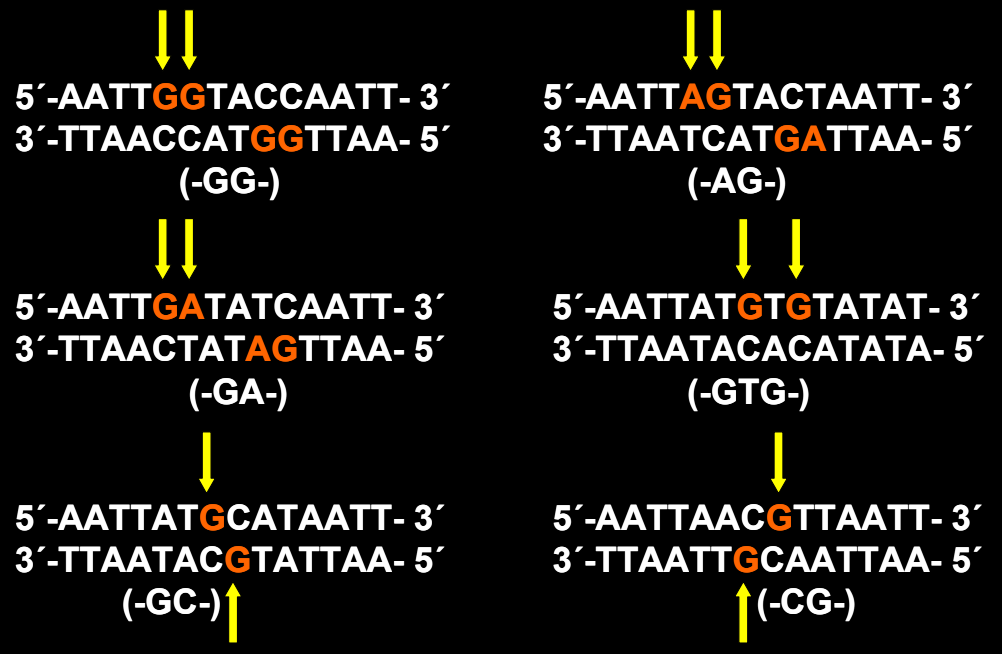 5´-AATTGGTACCAATT- 3´
3´-TTAACCATGGTTAA- 5´
(-GG-)
5´-AATTAGTACTAATT- 3´
3´-TTAATCATGATTAA- 5´
(-AG-)
5´-AATTGATATCAATT- 3´
3´-TTAACTATAGTTAA- 5´
(-GA-)
5´-AATTATGTGTATAT- 3´
3´-TTAATACACATATA- 5´
(-GTG-)
5´-AATTATGCATAATT- 3´
3´-TTAATACGTATTAA- 5´
(-GC-)
5´-AATTAACGTTAATT- 3´
3´-TTAATTGCAATTAA- 5´
(-CG-)